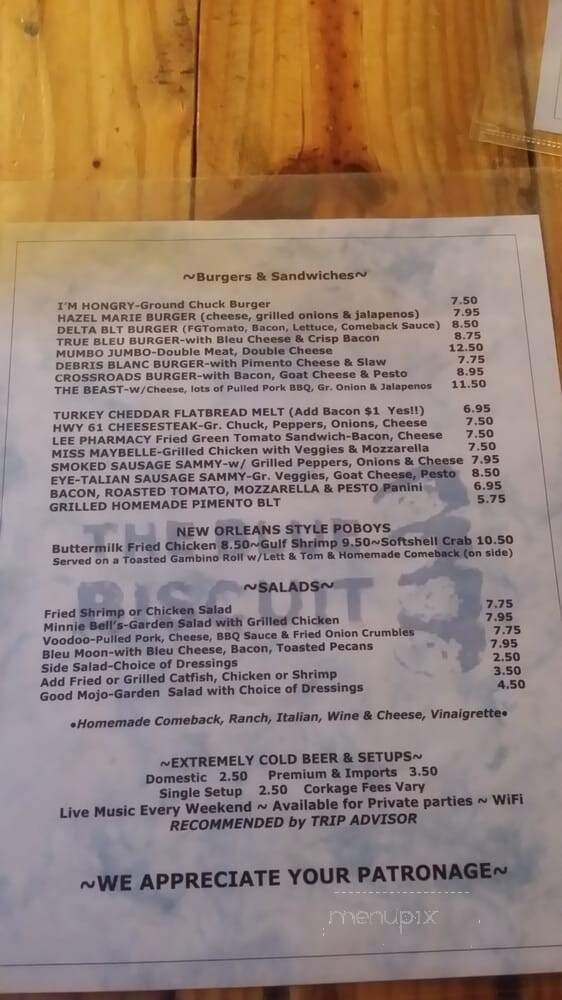 ~Burgers & Sandwiches~
I'M HONGRY-Ground Chuck Burger 7.50
HAZEL MARIE BURGER (cheese, grilled onions & jalapenos) 7.95
DELTA BLT BURGER (FGTomato, Bacon, Lettuce, Comeback Sauce) 8.50
TRUE BLEU BURGER-with Bleu Cheese & Crisp Bacon 8.75
MUMBO JUMBO-Double Meat, Double Cheese 12.50
DEBRIS BLANC BURGER-with Pimento Cheese & Slaw 7.75
CROSSROADS BURGER-with Bacon, Goat Cheese & Pesto 8.95
THE BEAST-w/Cheese, lots of Pulled Pork BBQ, Gr. Onion & Jalapenos 11.50
TURKEY CHEDDAR FLATBREAD MELT (Add Bacon $1 Yes!!) 6.95
HWY 61 CHEESESTEAK-Gr. Chuck, Peppers, Onions, Cheese 7.50
LEE PHARMACY Fried Green Tomato Sandwich-Bacon, Cheese 7.50
MISS MAYBELLE-Grilled Chicken with Veggies & Mozzarella 7.50
SMOKED SAUSAGE SAMMY-w/ Grilled Peppers, Onions & Cheese 7.95
EYE-TALIAN SAUSAGE SAMMY-Gr. Veggies, Goat Cheese, Pesto 8.50
BACON, ROASTED TOMATO, MOZZARELLA & PESTO Panini 6.95
GRILLED HOMEMADE PIMENTO BLT 5.75
NEW ORLEANS STYLE POBOYS
Buttermilk Fried Chicken 8.50~Gulf Shrimp 9.50~Softshell Crab 10.50
Served on a Toasted Gambino Roll w/Lett & Tom & Homemade Comeback (on side)
BISCUIT
~SALADS~
Fried Shrimp or Chicken Salad 7.75
Minnie Bell's-Garden Salad with Grilled Chicken 7.95
Voodoo-Pulled Pork, Cheese, BBQ Sauce & Fried Onion Crumbles 7.75
Bleu Moon-with Bleu Cheese, Bacon, Toasted Pecans 7.95
Side Salad-Choice of Dressings 2.50
Add Fried or Grilled Catfish, Chicken or Shrimp 3.50
Good Mojo-Garden Salad with Choice of Dressings 4.50
•Homemade Comeback, Ranch, Italian, Wine & Cheese, Vinaigrette•
~EXTREMELY COLD BEER & SETUPS~
Domestic 2.50 Premium & Imports 3.50
Single Setup 2.50 Corkage Fees Vary
Live Music Every Weekend ~ Available for Private parties ~ WiFi
RECOMMENDED by TRIP ADVISOR
~WE APPRECIATE YOUR PATRONAGE~
menupix